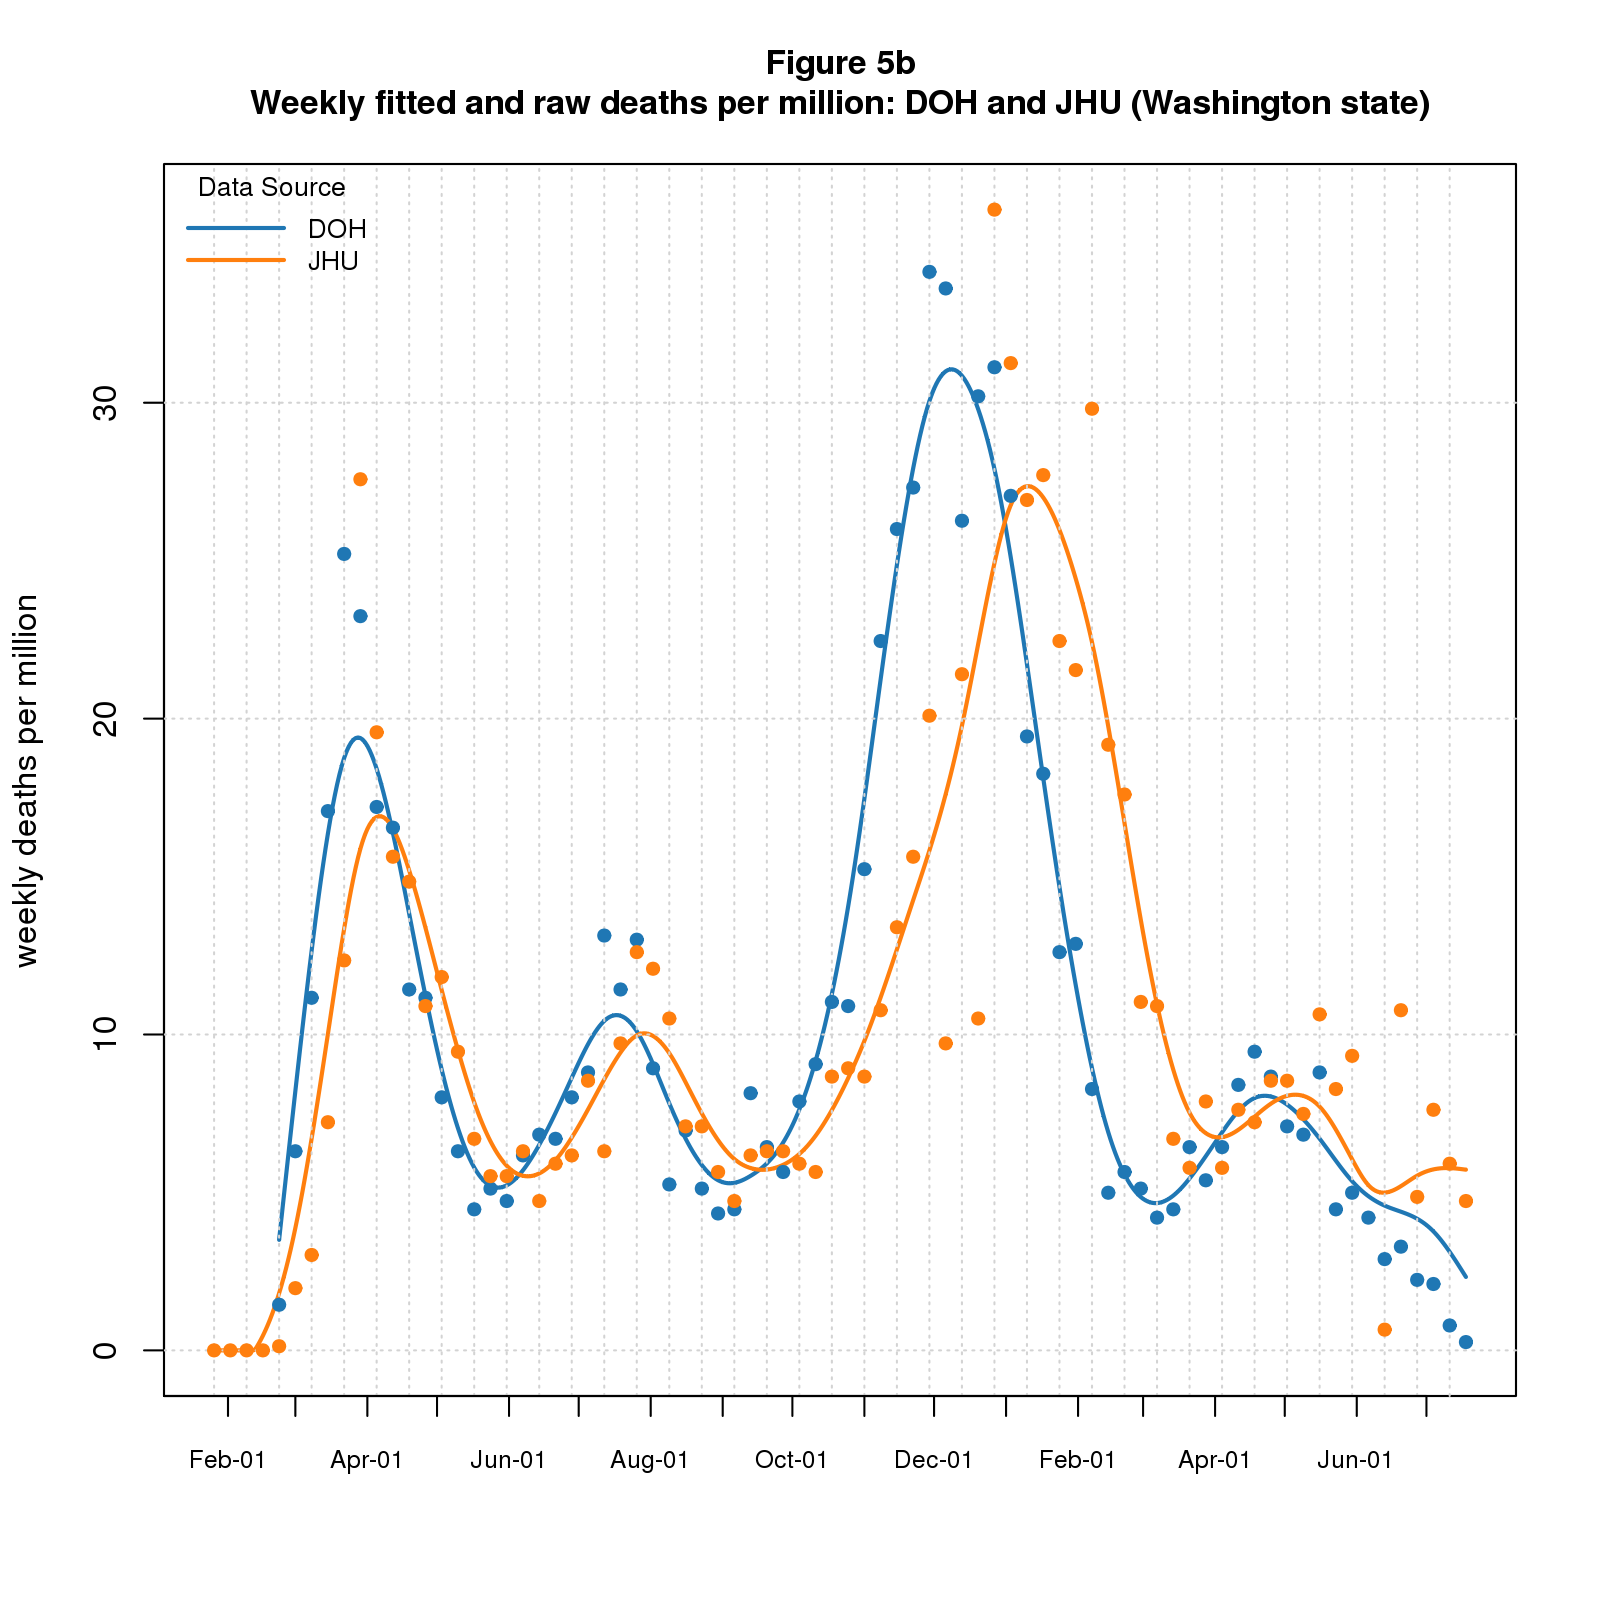 Figure 5b
Weekly fitted and raw deaths per million: DOH and JHU (Washington state)
Data Source
DOH
JHU
weekly deaths per million
30
20
10
0
Feb-01 Apr-01 Jun-01 Aug-01 Oct-01 Dec-01 Feb-01 Apr-01 Jun-01